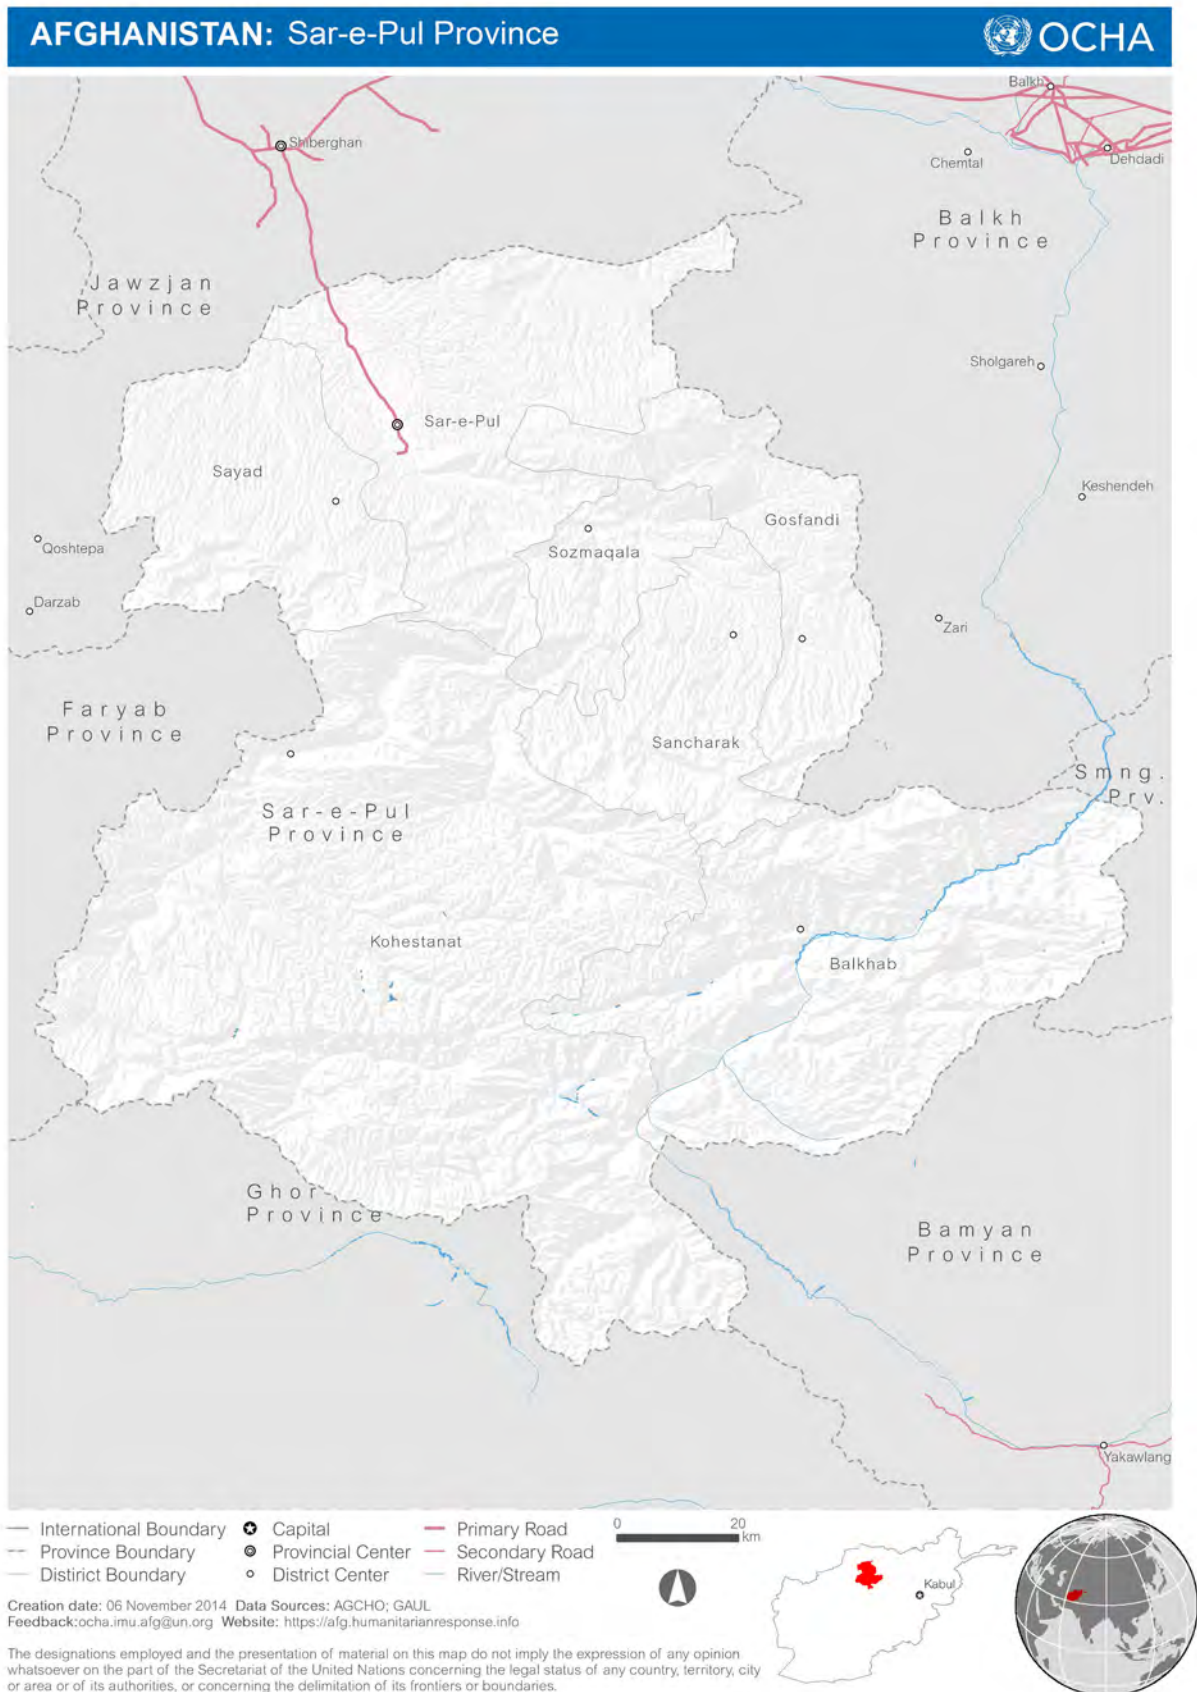 AFGHANISTAN: Sar-e-Pul Province
OCHA
Balkh
Shiberghan
Chemtal
Dehdadi
Balkh
Province
Jawzjan
Province
Sholgareh
Sar-e-Pul
Sayad
Keshendeh
Gosfandi
Qoshtepa
Sozmaqala
Darzab
Zari
Faryab
Province
Sancharak
Smng.
Prv.
Sar-e-Pul
Province
Kohestanat
Balkhab
Ghor
Province
Bamyan
Province
Yakawlang
International Boundary
Province Boundary
Distirict Boundary
Capital
Provincial Center
District Center
Primary Road
Secondary Road
River/Stream
0 20
km
Kabul
Creation date: 06 November 2014 Data Sources: AGCHO; GAUL
Feedback:ocha.imu.afg@un.org Website: https://afg.humanitarianresponse.info
The designations employed and the presentation of material on this map do not imply the expression of any opinion
whatsoever on the part of the Secretariat of the United Nations concerning the legal status of any country, territory, city
or area or of its authorities, or concerning the delimitation of its frontiers or boundaries.